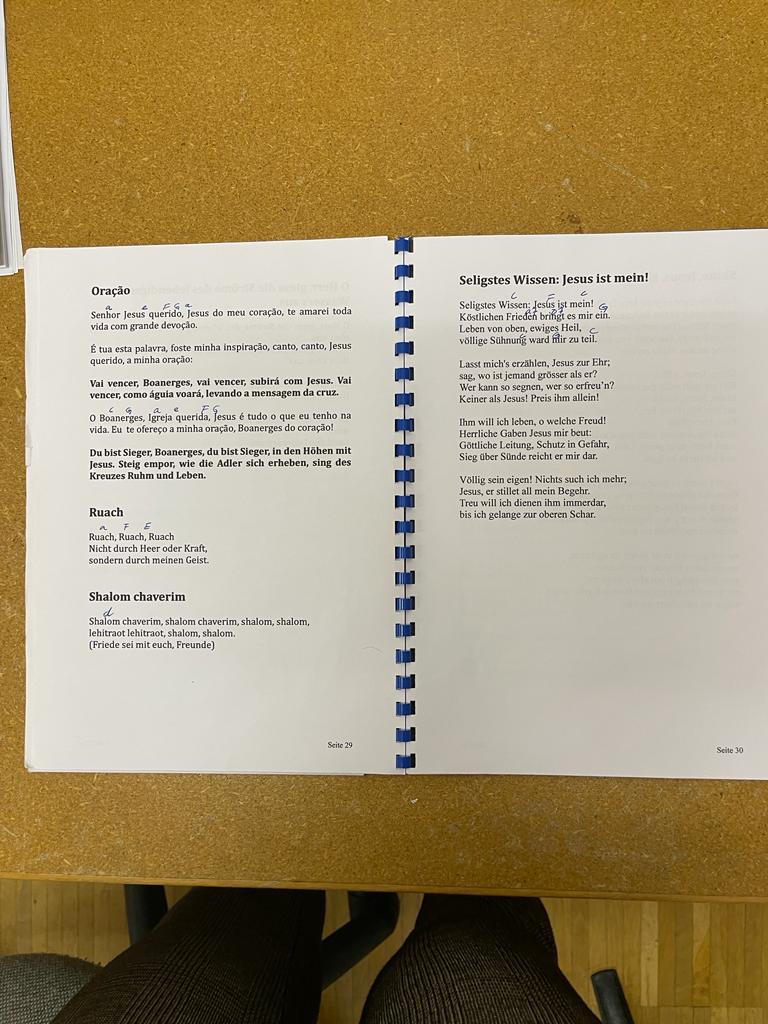 Oração
a e F G a
Senhor Jesus querido, Jesus do meu coração, te amarei toda
vida com grande devoção.
É tua esta palavra, foste minha inspiração, canto, canto, Jesus
querido, a minha oração:
Vai vencer, Boanerges, vai vencer, subirá com Jesus. Vai
vencer, como águia voará, levando a mensagem da cruz.
C G a e F G
O Boanerges, Igreja querida, Jesus é tudo o que eu tenho na
vida. Eu te ofereço a minha oração, Boanerges do coração!
Du bist Sieger, Boanerges, du bist Sieger, in den Höhen mit
Jesus. Steig empor, wie die Adler sich erheben, sing des
Kreuzes Ruhm und Leben.
Ruach
a F E
Ruach, Ruach, Ruach
Nicht durch Heer oder Kraft,
sondern durch meinen Geist.
Shalom chaverim
d
Shalom chaverim, shalom chaverim, shalom, shalom,
lehitraot lehitraot, shalom, shalom.
(Friede sei mit euch, Freunde)
Seite 29
Seligstes Wissen: Jesus ist mein!
C F C
Seligstes Wissen: Jesus ist mein!
G
Köstlichen Frieden bringt es mir ein.
Leben von oben, ewiges Heil,
G C
völlige Sühnung ward mir zu teil.
Lasst mich's erzählen, Jesus zur Ehr;
sag, wo ist jemand grösser als er?
Wer kann so segnen, wer so erfreu'n?
Keiner als Jesus! Preis ihm allein!
Ihm will ich leben, o welche Freud!
Herrliche Gaben Jesus mir beut:
Göttliche Leitung, Schutz in Gefahr,
Sieg über Sünde reicht er mir dar.
Völlig sein eigen! Nichts such ich mehr;
Jesus, er stillet all mein Begehr.
Treu will ich dienen ihm immerdar,
bis ich gelange zur oberen Schar.
Seite 30